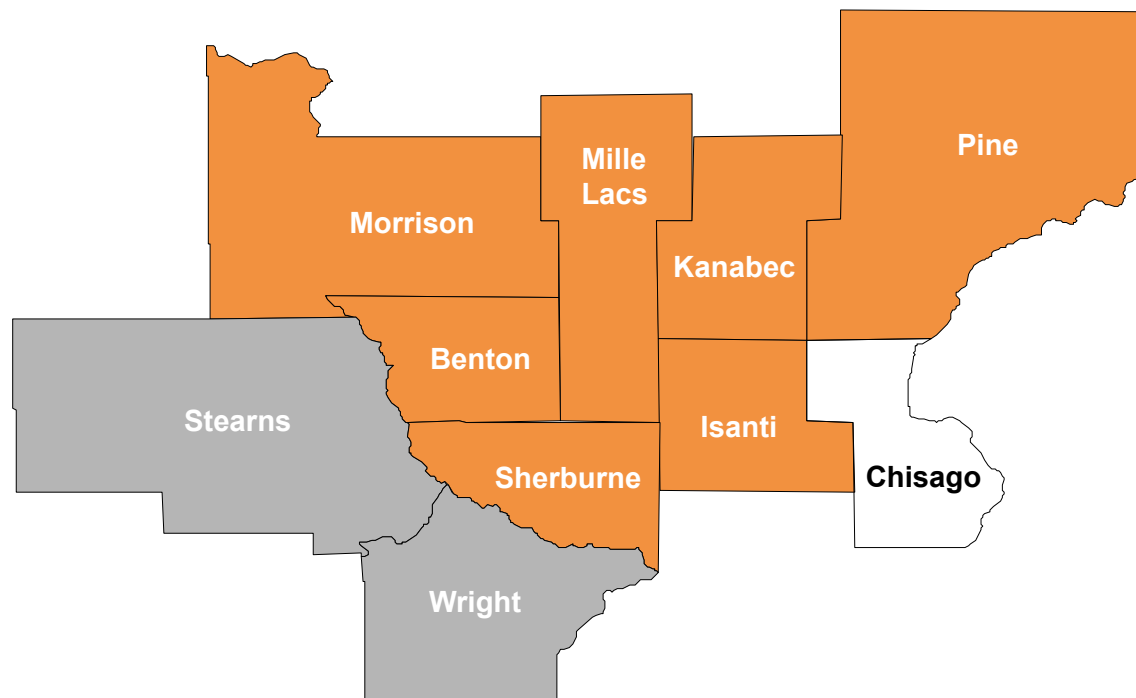 Pine
Mille
Lacs
Morrison
Kanabec
Benton
Stearns
Isanti
Sherburne
Chisago
Wright